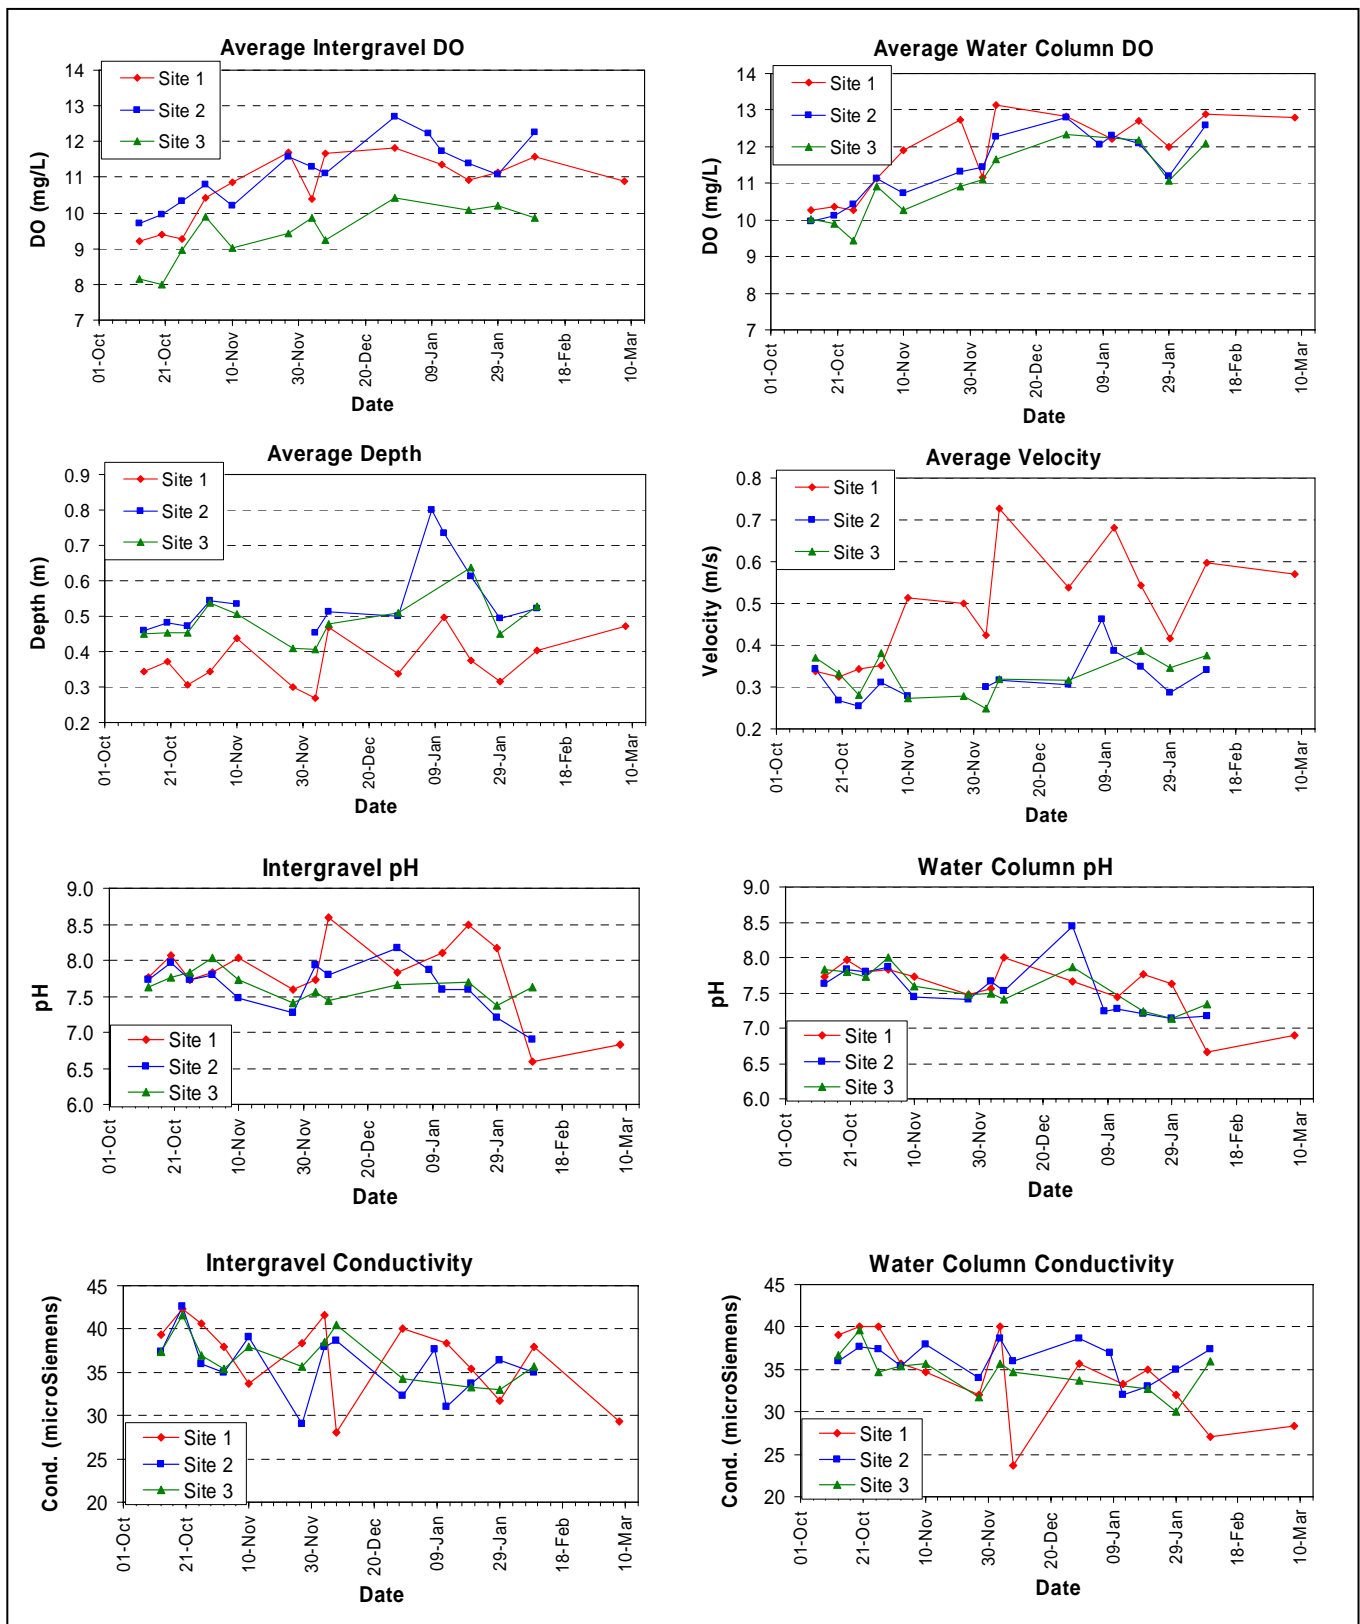 Average Intergravel DO
Site 1
Site 2
Site 3
14
13
12
11
10
9
8
7
DO (mg/L)
01-Oct
21-Oct
10-Nov
30-Nov
20-Dec
09-Jan
29-Jan
18-Feb
10-Mar
Date
Average Water Column DO
Site 1
Site 2
Site 3
14
13
12
11
10
9
8
7
DO (mg/L)
01-Oct
21-Oct
10-Nov
30-Nov
20-Dec
09-Jan
29-Jan
18-Feb
10-Mar
Date
Average Depth
Site 1
Site 2
Site 3
0.9
0.8
0.7
0.6
0.5
0.4
0.3
0.2
Depth (m)
01-Oct
21-Oct
10-Nov
30-Nov
20-Dec
09-Jan
29-Jan
18-Feb
10-Mar
Date
Average Velocity
Site 1
Site 2
Site 3
0.8
0.7
0.6
0.5
0.4
0.3
0.2
Velocity (m/s)
01-Oct
21-Oct
10-Nov
30-Nov
20-Dec
09-Jan
29-Jan
18-Feb
10-Mar
Date
Intergravel pH
9.0
8.5
8.0
7.5
7.0
6.5
6.0
pH
Site 1
Site 2
Site 3
01-Oct
21-Oct
10-Nov
30-Nov
20-Dec
09-Jan
29-Jan
18-Feb
10-Mar
Date
Water Column pH
9.0
8.5
8.0
7.5
7.0
6.5
6.0
pH
Site 1
Site 2
Site 3
01-Oct
21-Oct
10-Nov
30-Nov
20-Dec
09-Jan
29-Jan
18-Feb
10-Mar
Date
Intergravel Conductivity
45
40
35
30
25
20
Cond. (microSiemens)
Site 1
Site 2
Site 3
01-Oct
21-Oct
10-Nov
30-Nov
20-Dec
09-Jan
29-Jan
18-Feb
10-Mar
Date
Water Column Conductivity
45
40
35
30
25
20
Cond. (microSiemens)
Site 1
Site 2
Site 3
01-Oct
21-Oct
10-Nov
30-Nov
20-Dec
09-Jan
29-Jan
18-Feb
10-Mar
Date